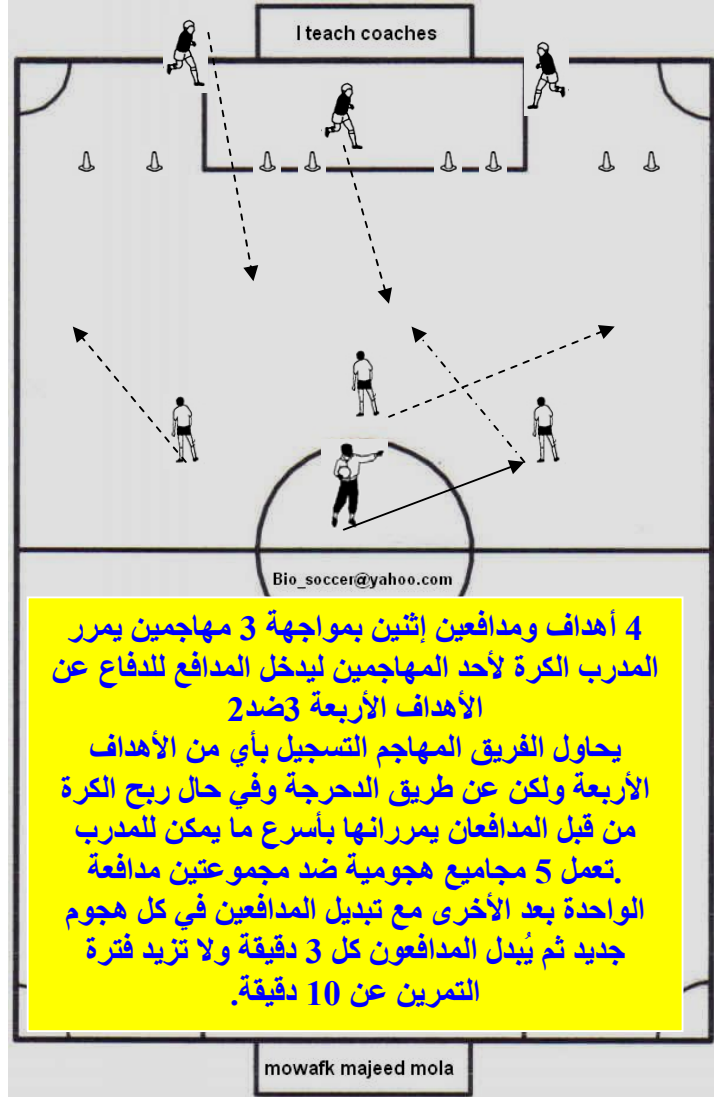 I teach coaches
Bio_soccer@yahoo.com
4 أهداف ومدافعين إثنين بمواجهة 3 مهاجمين يمرر
المدرب الكرة لأحد المهاجمين ليدخل المدافع للدفاع عن
الأهداف الأربعة 3ضد2
يحاول الفريق المهاجم التسجيل بأي من الأهداف
الأربعة ولكن عن طريق الدحرجة وفي حال ربح الكرة
من قبل المدافعان يمررانها بأسرع ما يمكن للمدرب
.تعمل 5 مجاميع هجومية ضد مجموعتين مدافعة
الواحدة بعد الأخرى مع تبديل المدافعين في كل هجوم
جديد ثم يُبدل المدافعون كل 3 دقيقة ولا تزيد فترة
التمرين عن 10 دقيقة.
mowafk majeed mola